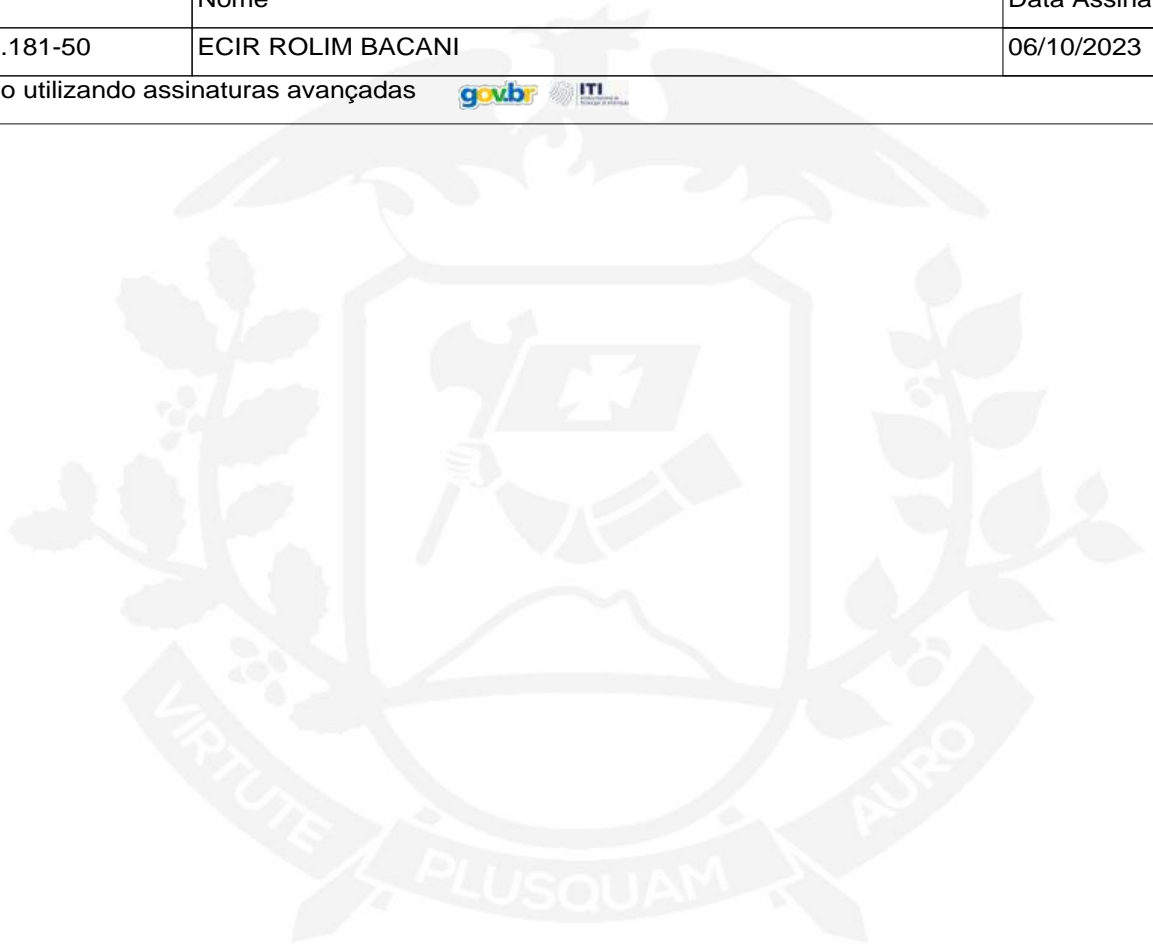 Nome Data Assina
.181-50 ECIR ROLIM BACANI 06/10/2023
o utilizando assinaturas avançadas gov.br ITI
VIRTUTE PLUSQUAM AURO